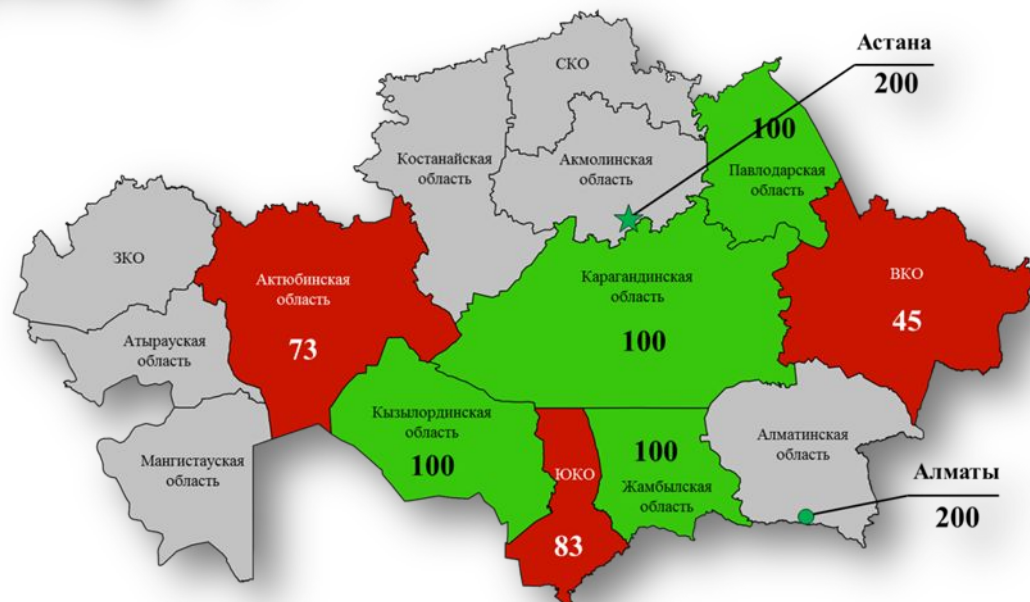 Астана
200
СКО
Костанайская
область
Акмолинская
область
100
Павлодарская
область
ЗКО
Актюбинская
область
73
Карагандинская
область
100
ВКО
45
Атырауская
область
Мангистауская
область
Кызылординская
область
100
ЮКО
83
100
Жамбылская
область
Алматинская
область
Алматы
200